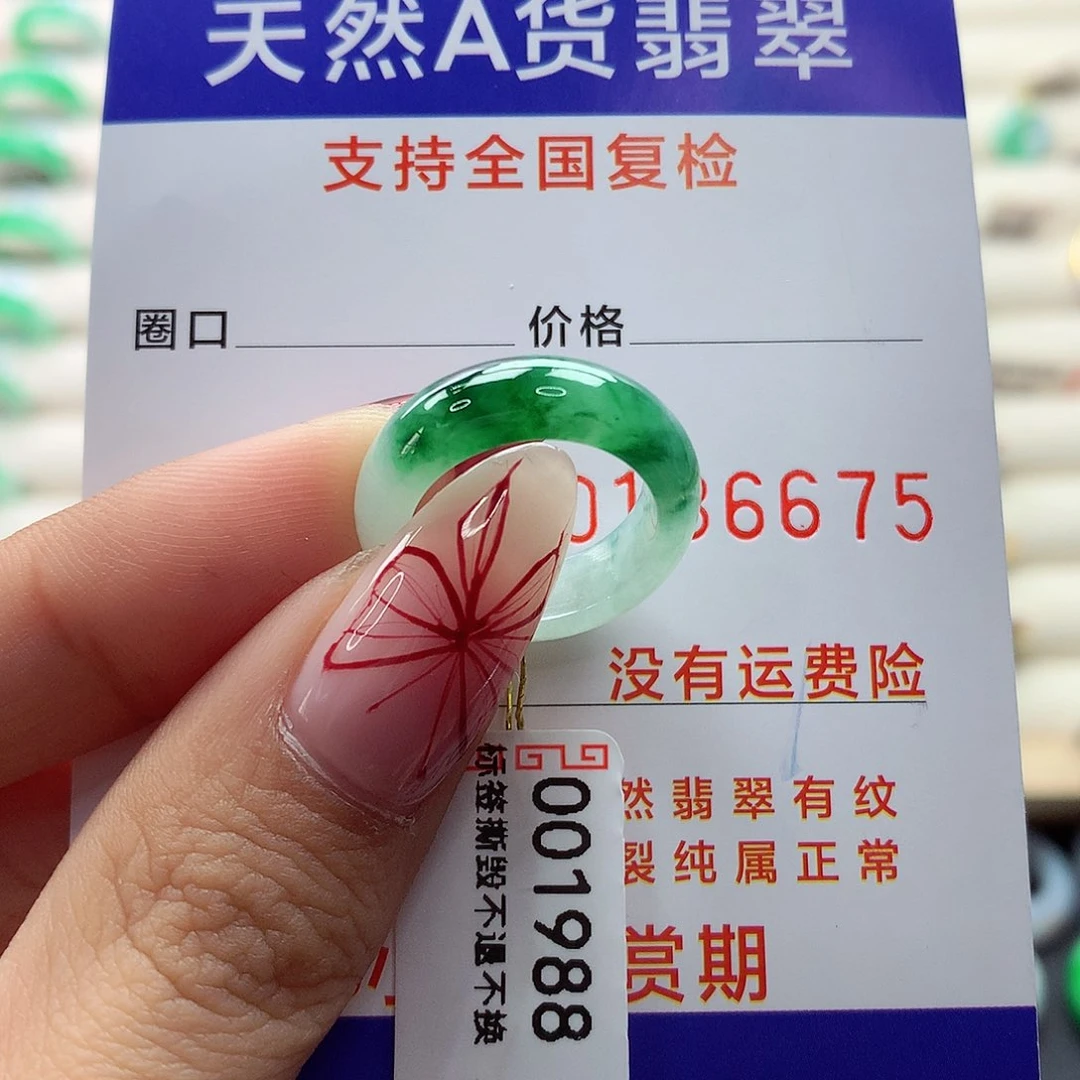 天然A货翡翠
支持全国复检
圈口 价格
0186675
没有运费险
然翡翠有纹
裂纯属正常
赏期
001988
标签撕毁不退不换